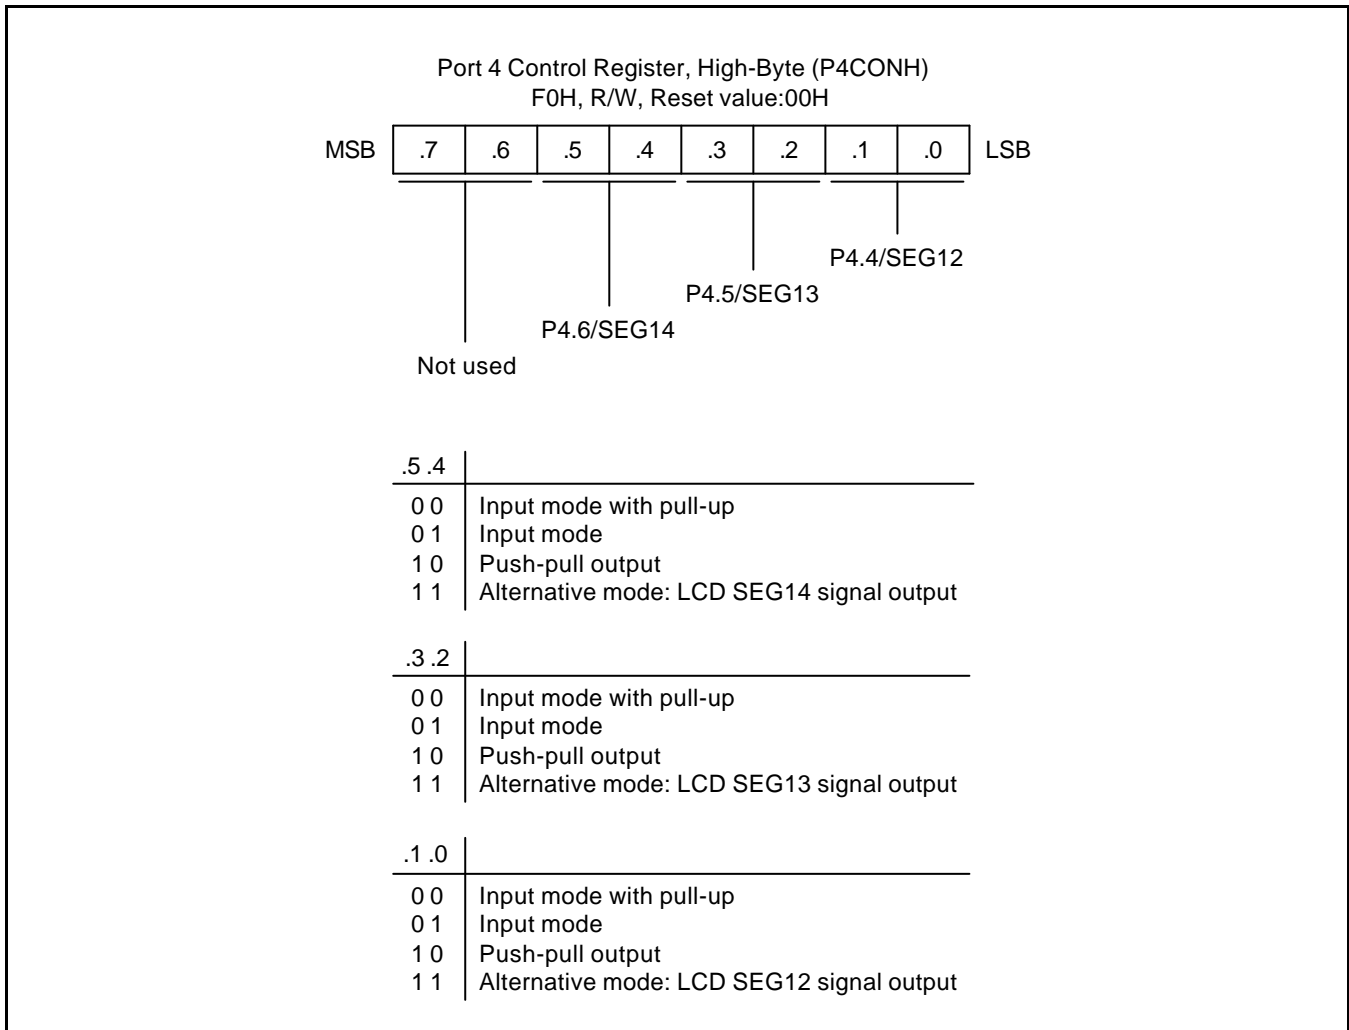 Port 4 Control Register, High-Byte (P4CONH)
F0H, R/W, Reset value:00H
MSB .7 .6 .5 .4 .3 .2 .1 .0 LSB
P4.4/SEG12
P4.5/SEG13
P4.6/SEG14
Not used
.5 .4
0 0 Input mode with pull-up
0 1 Input mode
1 0 Push-pull output
1 1 Alternative mode: LCD SEG14 signal output
.3 .2
0 0 Input mode with pull-up
0 1 Input mode
1 0 Push-pull output
1 1 Alternative mode: LCD SEG13 signal output
.1 .0
0 0 Input mode with pull-up
0 1 Input mode
1 0 Push-pull output
1 1 Alternative mode: LCD SEG12 signal output